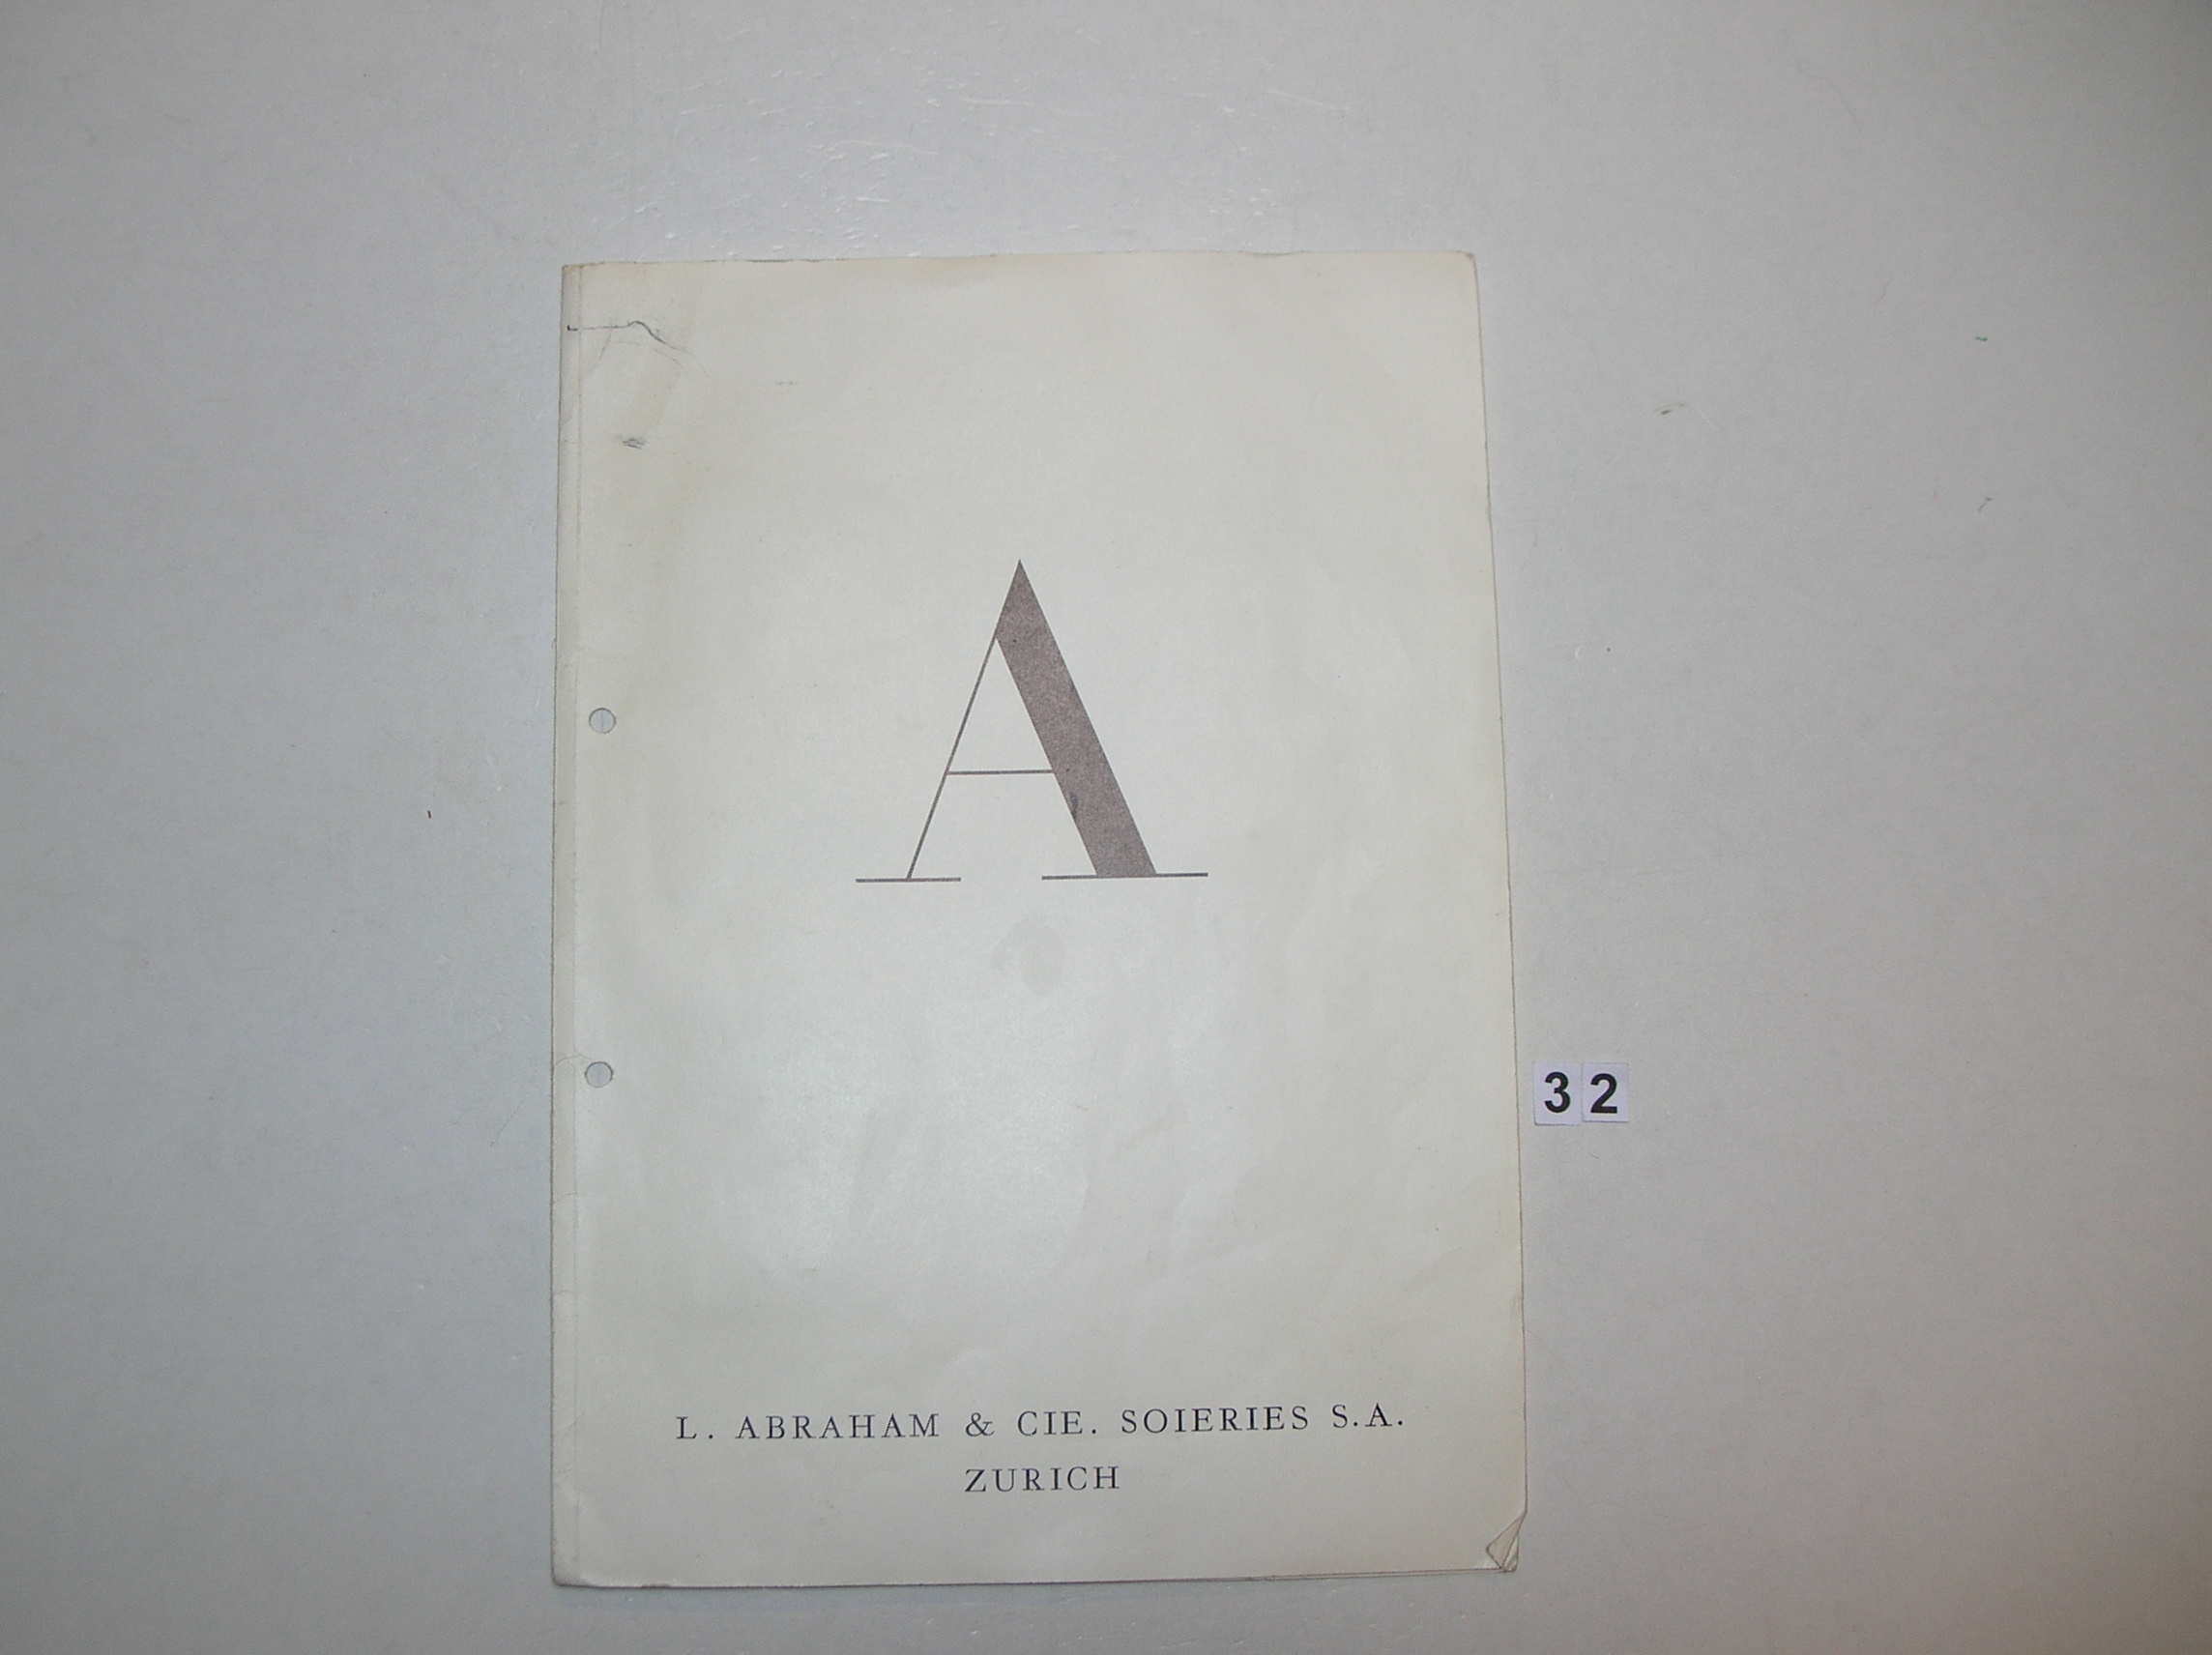 A
32
L. ABRAHAM & CIE. SOIERIES S.A.
ZURICH